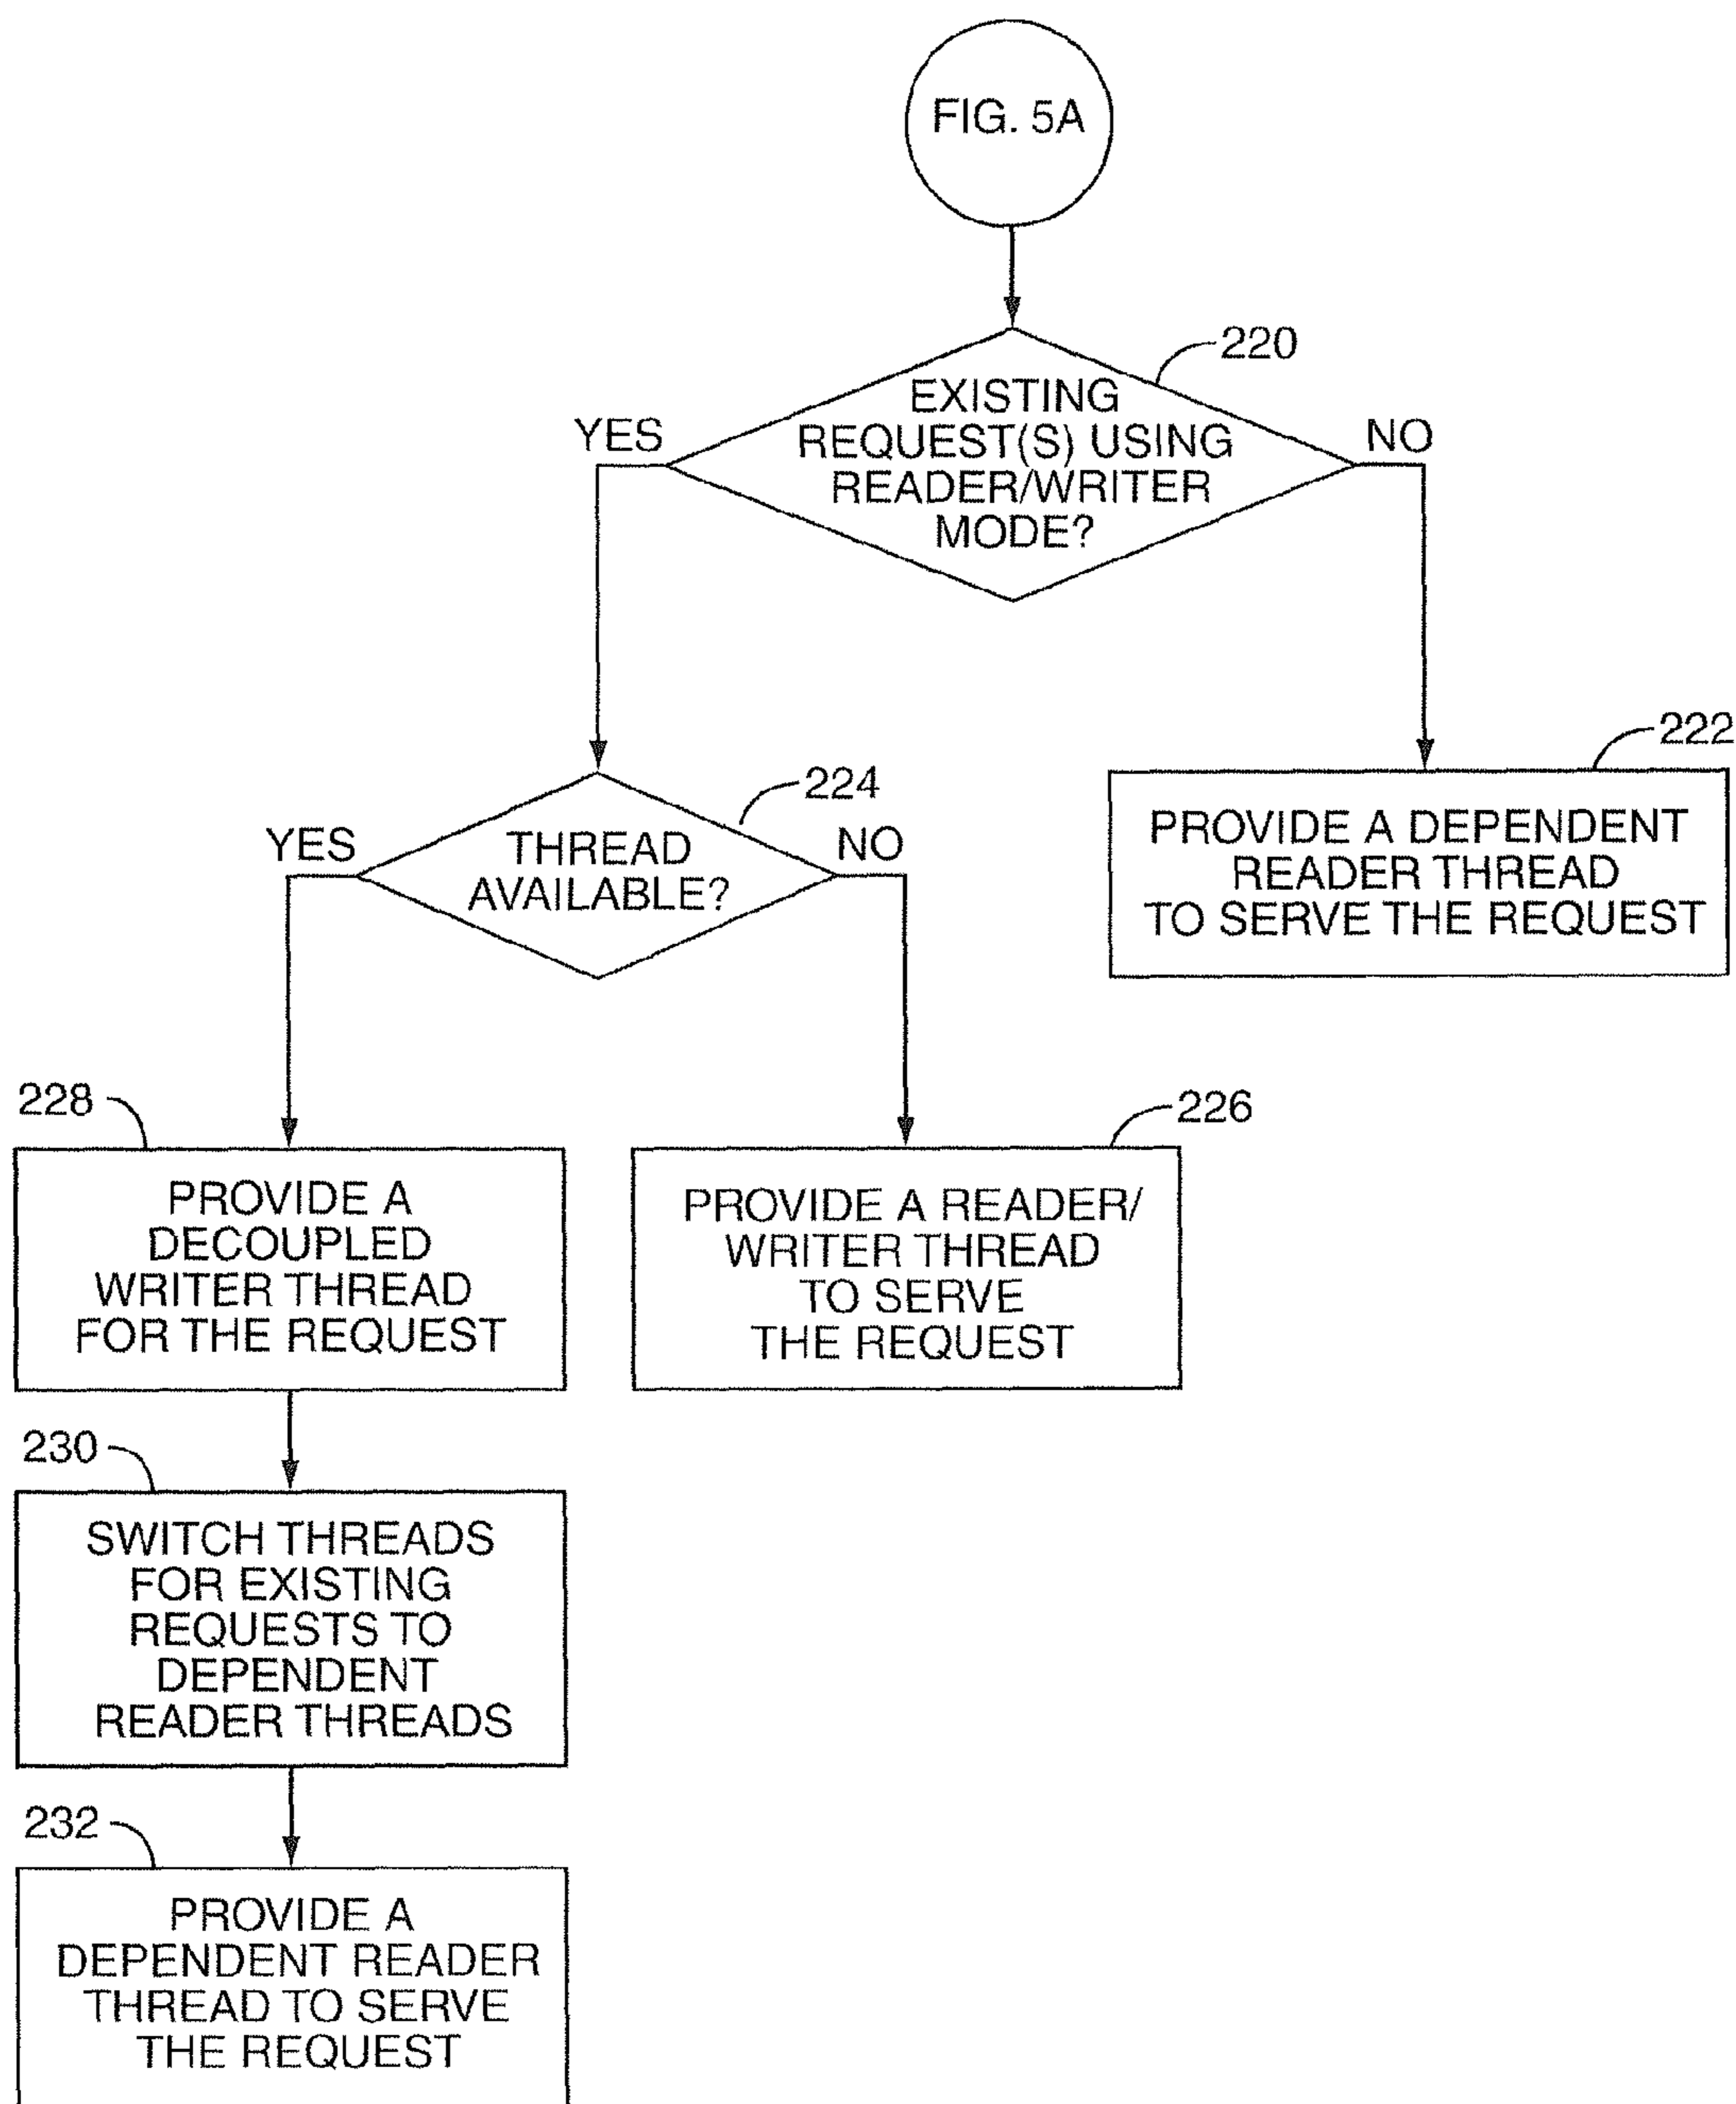 FIG. 5A
220
EXISTING
REQUEST(S) USING
READER/WRITER
MODE?
YES
NO
222
PROVIDE A DEPENDENT
READER THREAD
TO SERVE THE REQUEST
224
THREAD
AVAILABLE?
YES
NO
228
PROVIDE A
DECOUPLED
WRITER THREAD
FOR THE REQUEST
226
PROVIDE A READER/
WRITER THREAD
TO SERVE
THE REQUEST
230
SWITCH THREADS
FOR EXISTING
REQUESTS TO
DEPENDENT
READER THREADS
232
PROVIDE A
DEPENDENT READER
THREAD TO SERVE
THE REQUEST